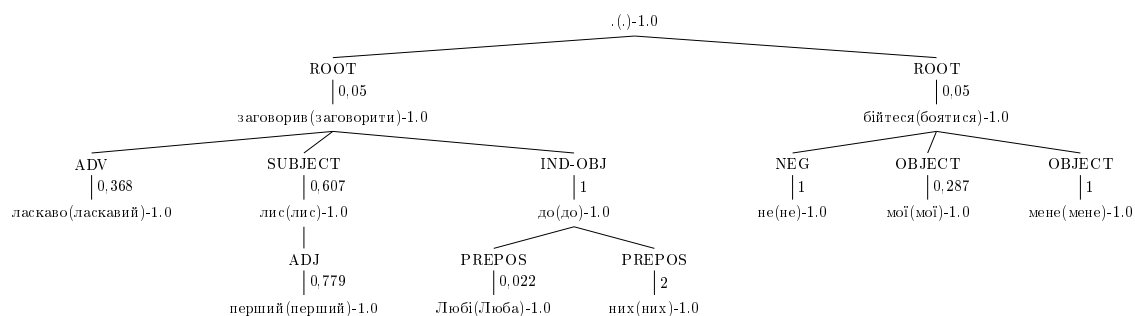 .(.)-1.0
ROOT ROOT
0,05 0,05
заговорив(заговорити)-1.0 бійтеся(боятися)-1.0
ADV SUBJECT IND-OBJ NEG OBJECT OBJECT
0,368 0,607 1 1 0,287 1
ласкаво(ласкавий)-1.0 лис(лис)-1.0 до(до)-1.0 не(не)-1.0 мої(мої)-1.0 мене(мене)-1.0
ADJ PREPOS PREPOS
0,779 0,022 2
перший(перший)-1.0 Любі(Люба)-1.0 них(них)-1.0